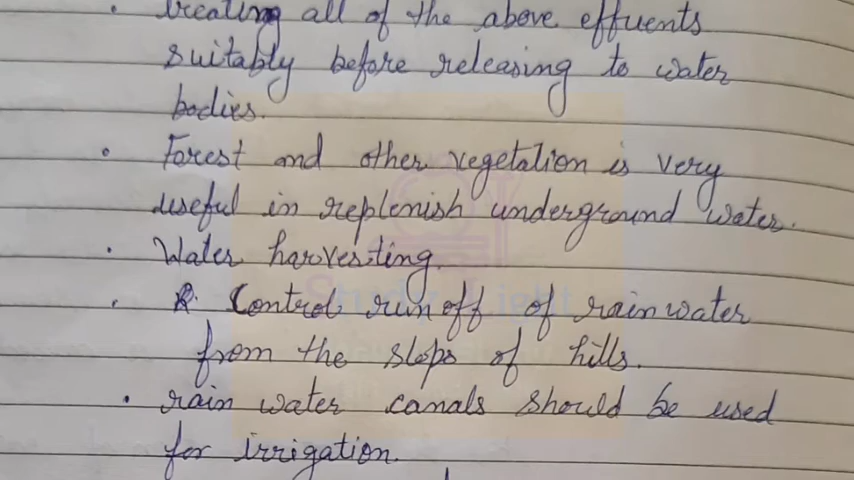 • treating all of the above effuents
suitably before releasing to water
bodies.
• Forest and other vegetation is very
useful in replenish underground water.
• Water harvesting.
• Control run off of rain water
from the slops of hills.
• rain water canals should be used
for irrigation.